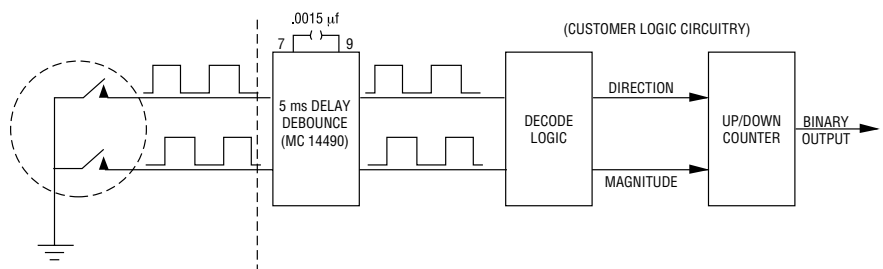 .0015 µf
7 9
(CUSTOMER LOGIC CIRCUITRY)
5 ms DELAY
DEBOUNCE
(MC 14490)
DECODE
LOGIC
DIRECTION
MAGNITUDE
UP/DOWN
COUNTER
BINARY
OUTPUT